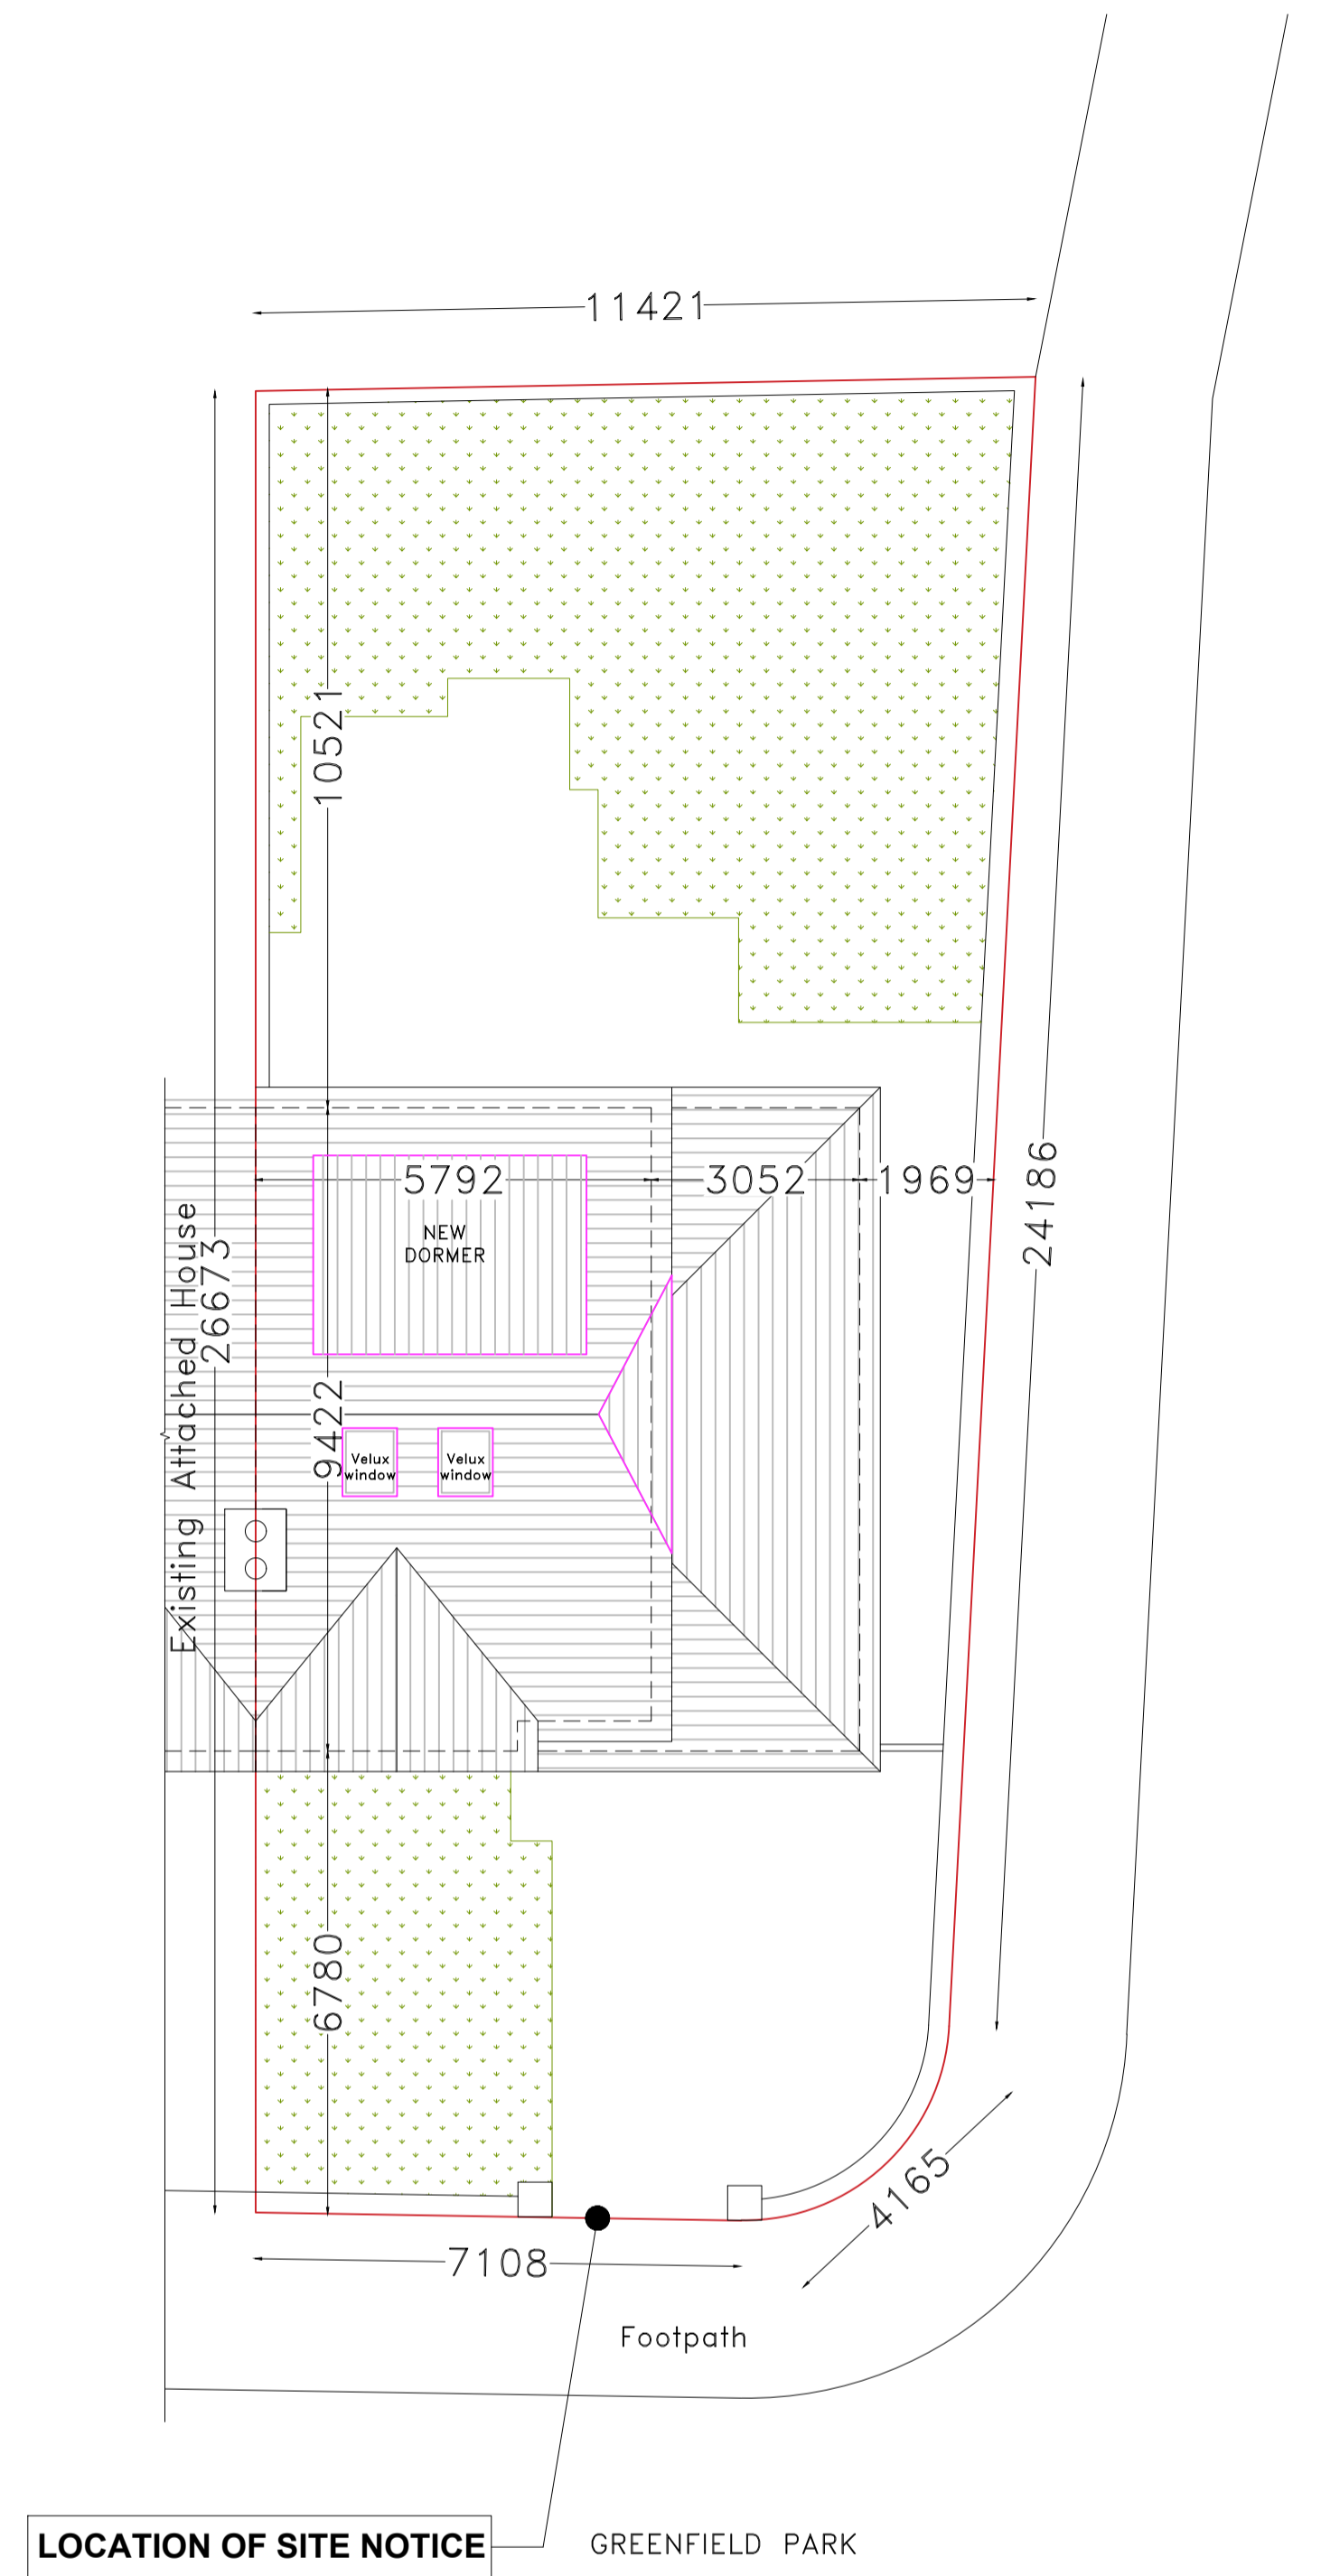 11421
10521
5792
3052
1969
24186
NEW
DORMER
Existing Attached House
26673
9422
Velux
window
Velux
window
6780
4165
7108
Footpath
LOCATION OF SITE NOTICE
GREENFIELD PARK